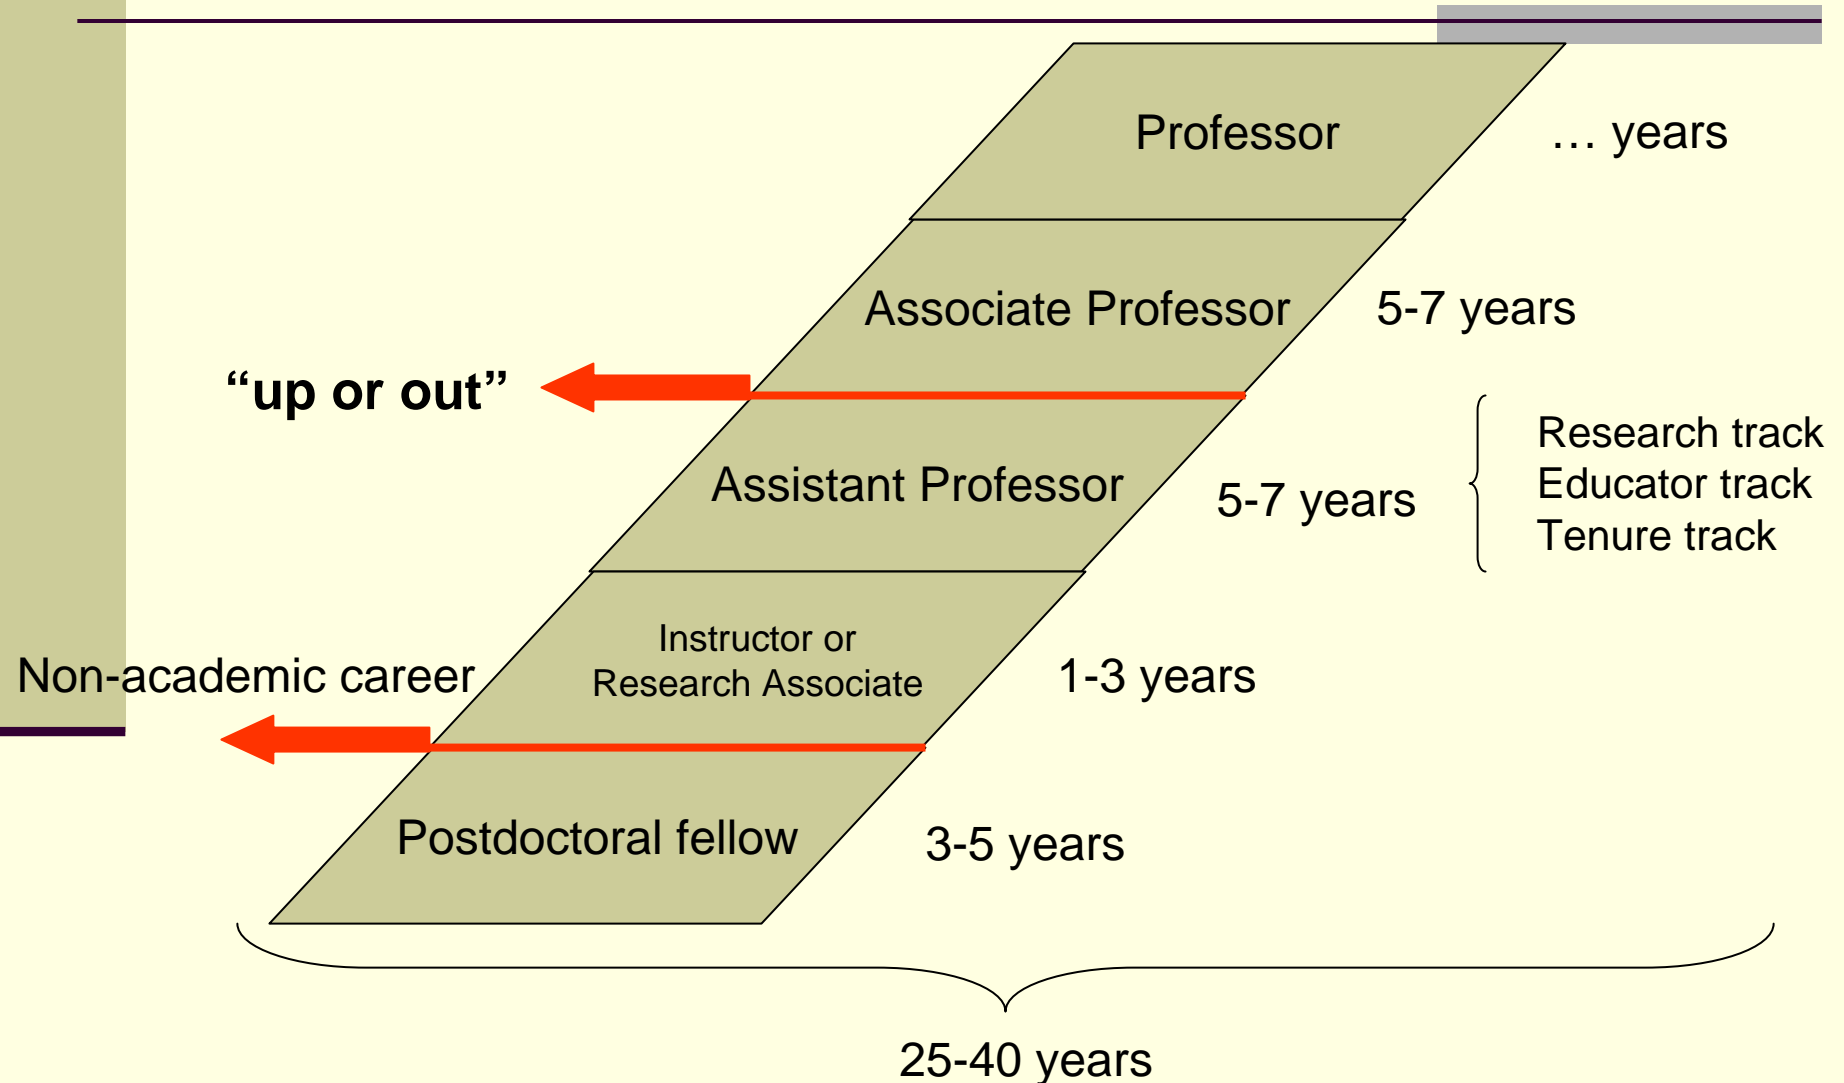 Professor
… years
Associate Professor
5-7 years
“up or out”
Assistant Professor
5-7 years
Research track
Educator track
Tenure track
Instructor or
Research Associate
Non-academic career
1-3 years
Postdoctoral fellow
3-5 years
25-40 years